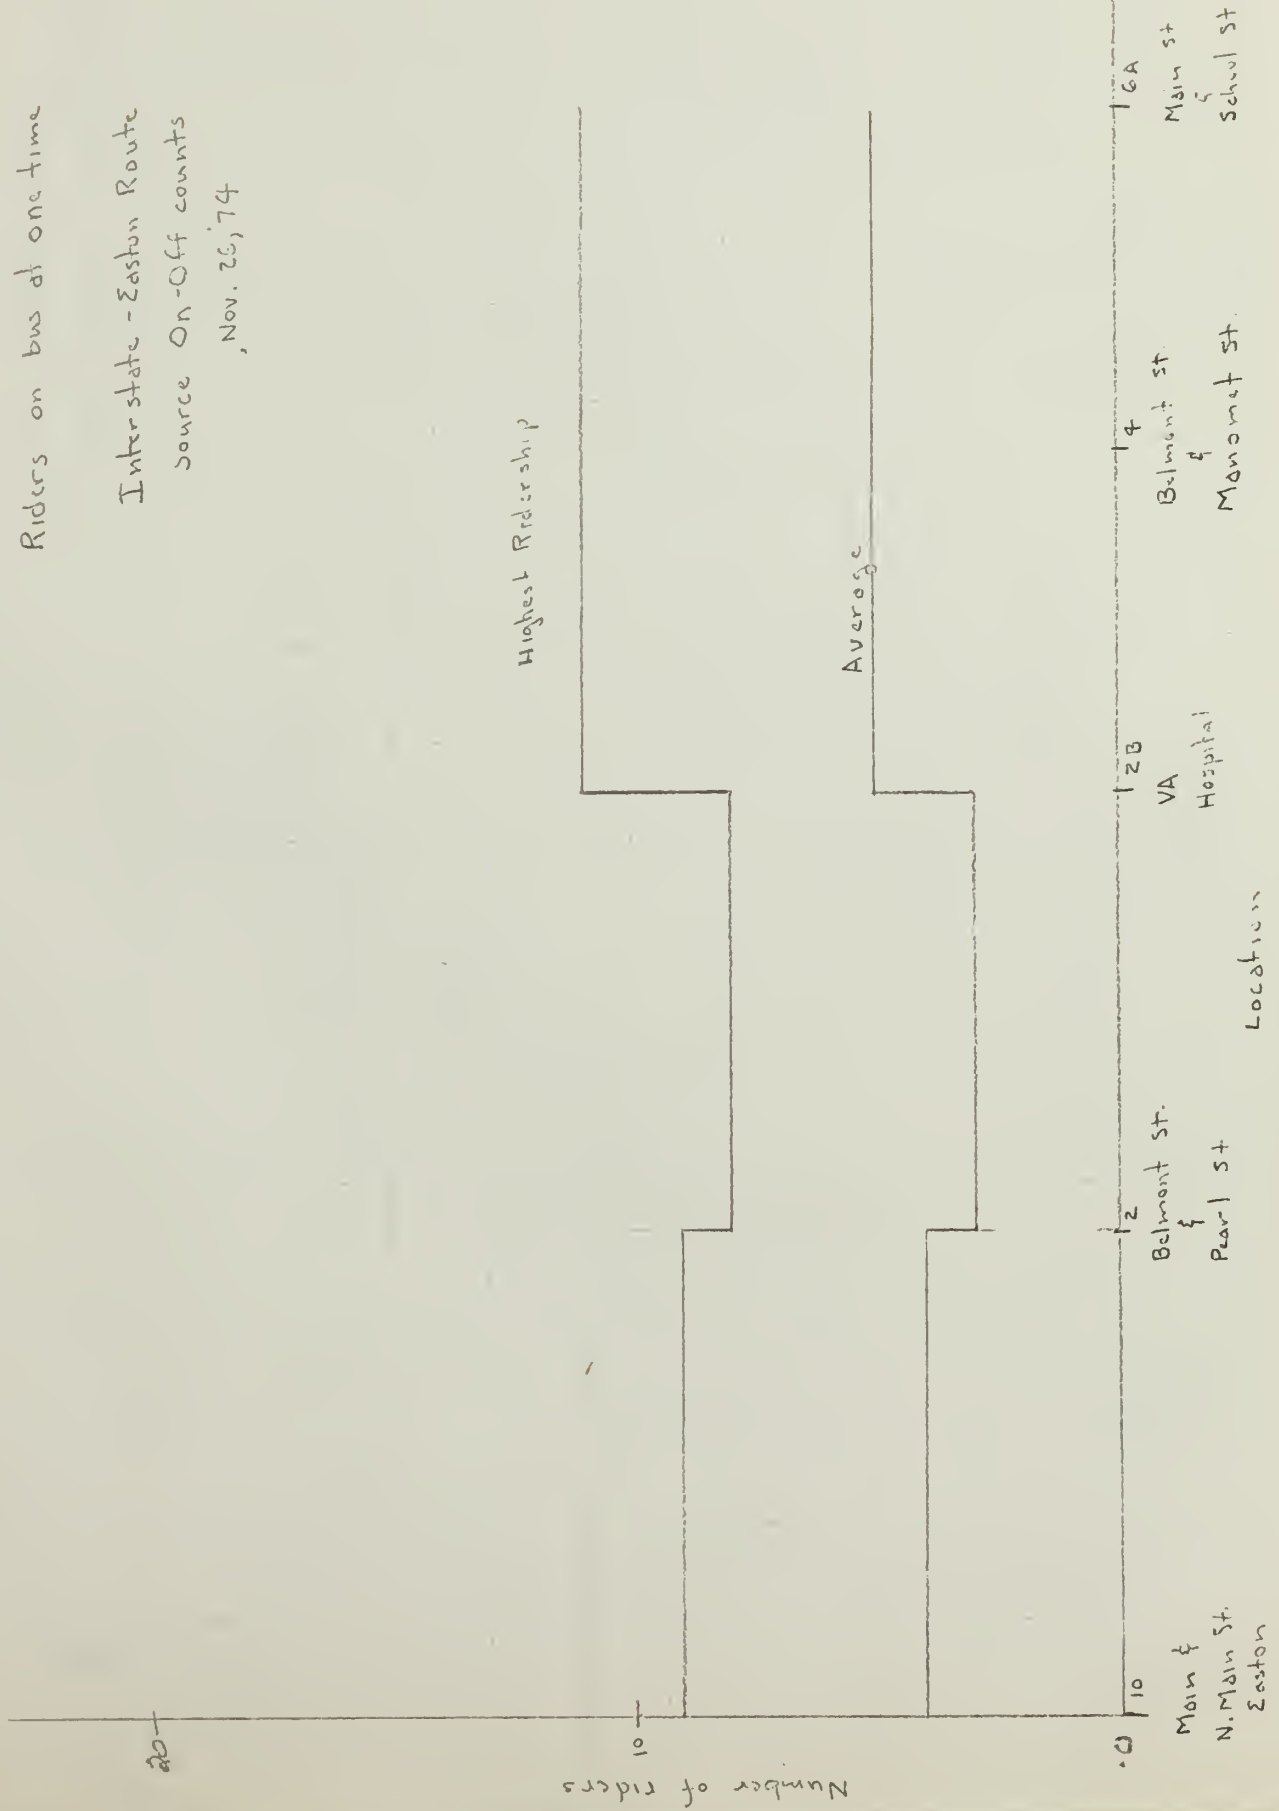 Riders on bus at one time
Interstate - Easton Route
source On-Off counts
, Nov. 26, '74
Number of riders
20
10
0
Highest Ridership
Average
10
Main &
N. Main St.
Easton
2
Belmont St.
&
Pearl St
2B
VA
Hospital
4
Belmont St.
&
Manomet St.
6A
Main St
&
School St
Location